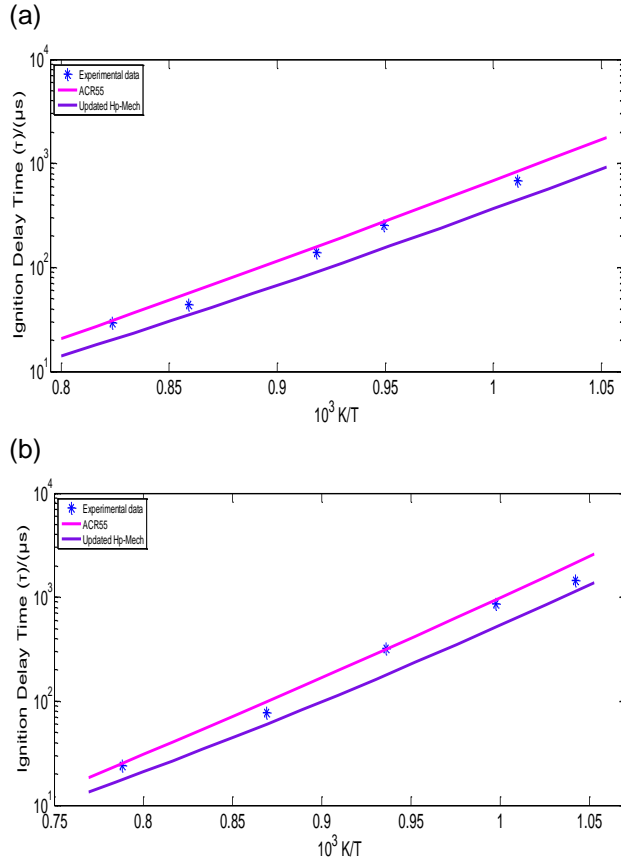 (a)
10^4
Experimental data
ACR55
Updated Hp-Mech
10^3
10^2
10^1
Ignition Delay Time (τ)/(µs)
0.8 0.85 0.9 0.95 1 1.05
10^3 K/T
(b)
10^4
Experimental data
ACR55
Updated Hp-Mech
10^3
10^2
10^1
Ignition Delay Time (τ)/(µs)
0.75 0.8 0.85 0.9 0.95 1 1.05
10^3 K/T